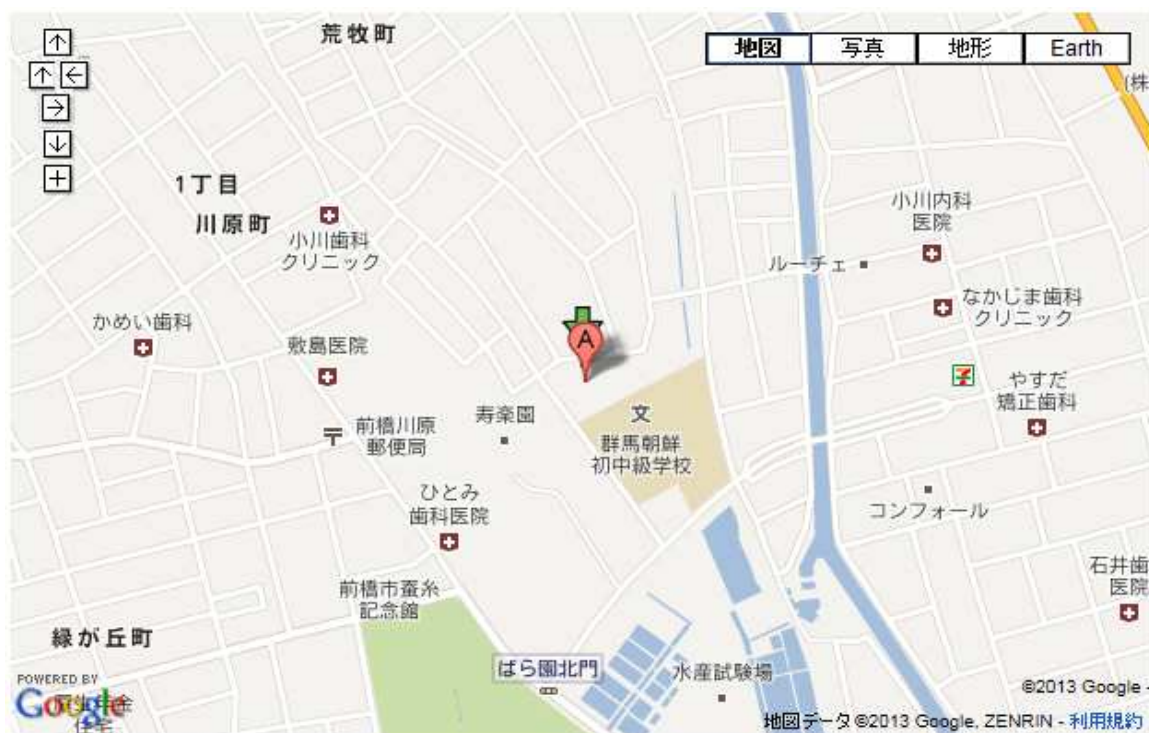 荒牧町
地図 写真 地形 Earth
(株
1丁目
川原町
小川歯科
クリニック
小川内科
医院
ルーチェ
なかじま歯科
クリニック
かめい歯科
敷島医院
A
やすだ
矯正歯科
寿楽園
文
前橋川原
郵便局
群馬朝鮮
初中級学校
ひとみ
歯科医院
コンフォール
前橋市蚕糸
記念館
石井歯
医院
緑が丘町
ばら園北門
水産試験場
POWERED BY
Google
住宅
©2013 Google -
地図データ ©2013 Google, ZENRIN - 利用規約